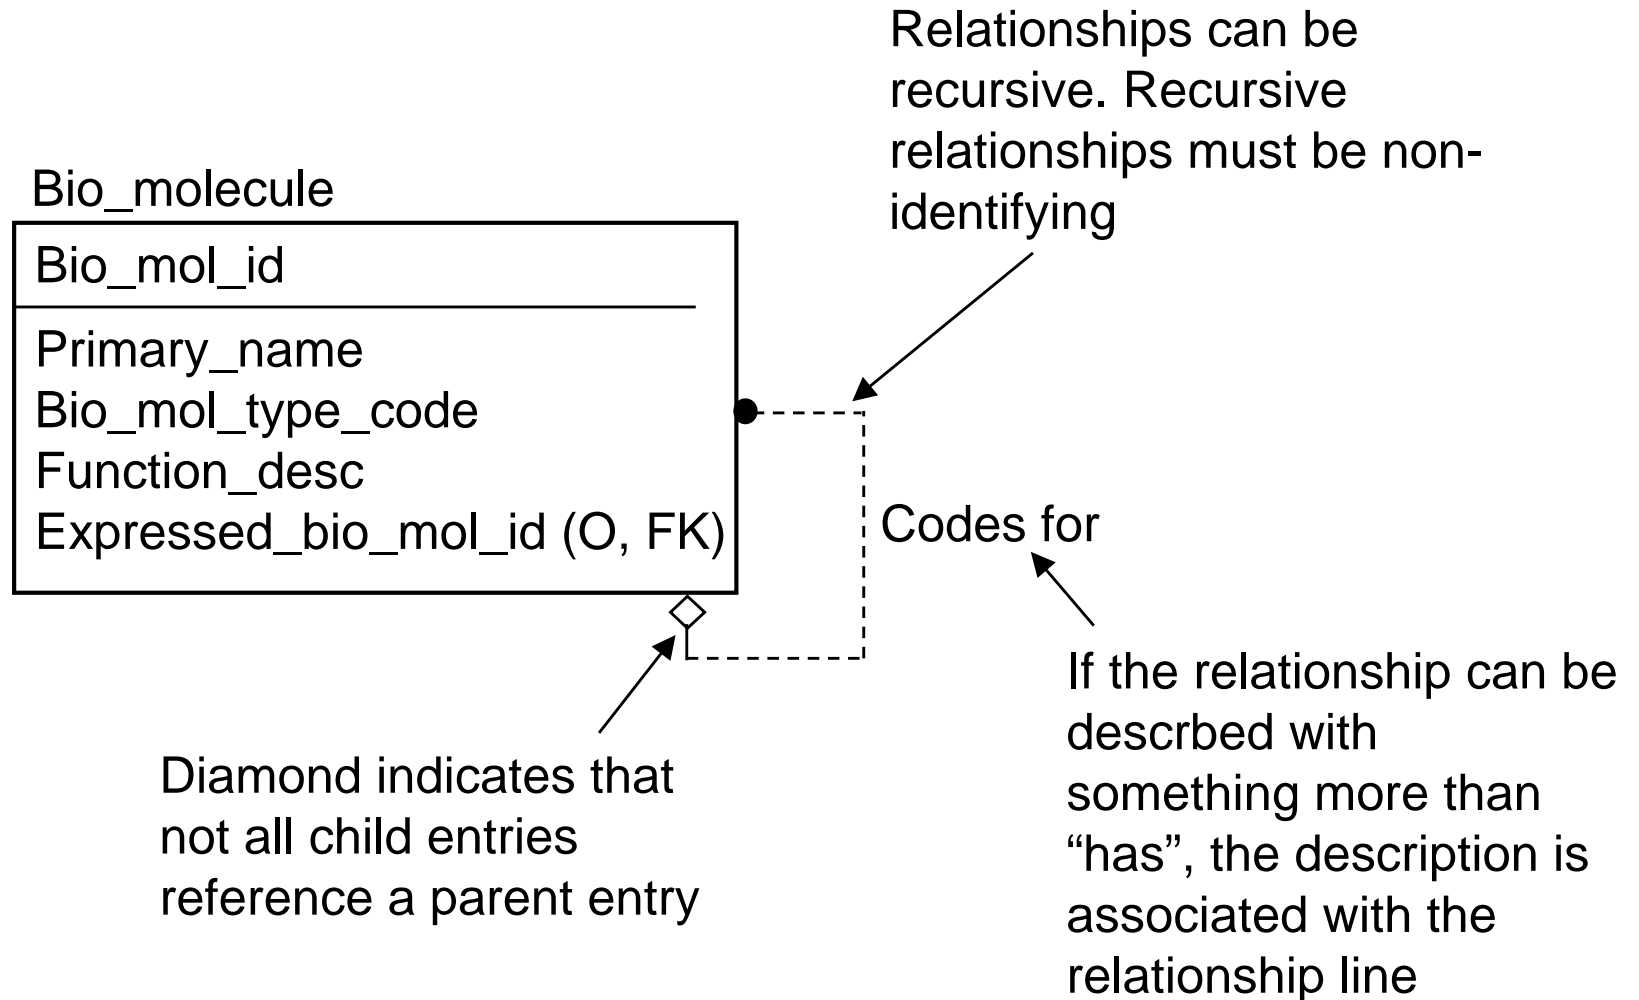 Relationships can be
recursive. Recursive
relationships must be non-
identifying
Bio_molecule
Bio_mol_id
Primary_name
Bio_mol_type_code
Function_desc
Expressed_bio_mol_id (O, FK)
Codes for
Diamond indicates that
not all child entries
reference a parent entry
If the relationship can be
descrbed with
something more than
“has”, the description is
associated with the
relationship line